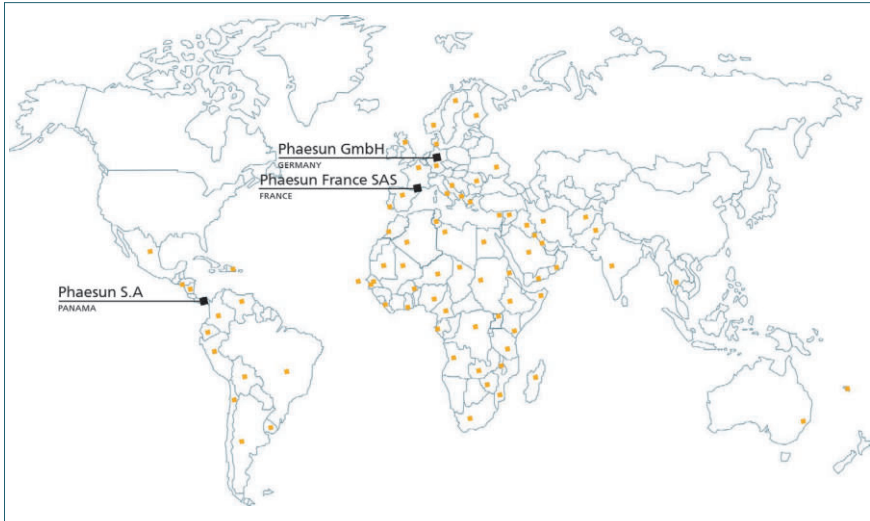 Phaesun GmbH
GERMANY
Phaesun France SAS
FRANCE
Phaesun S.A
PANAMA